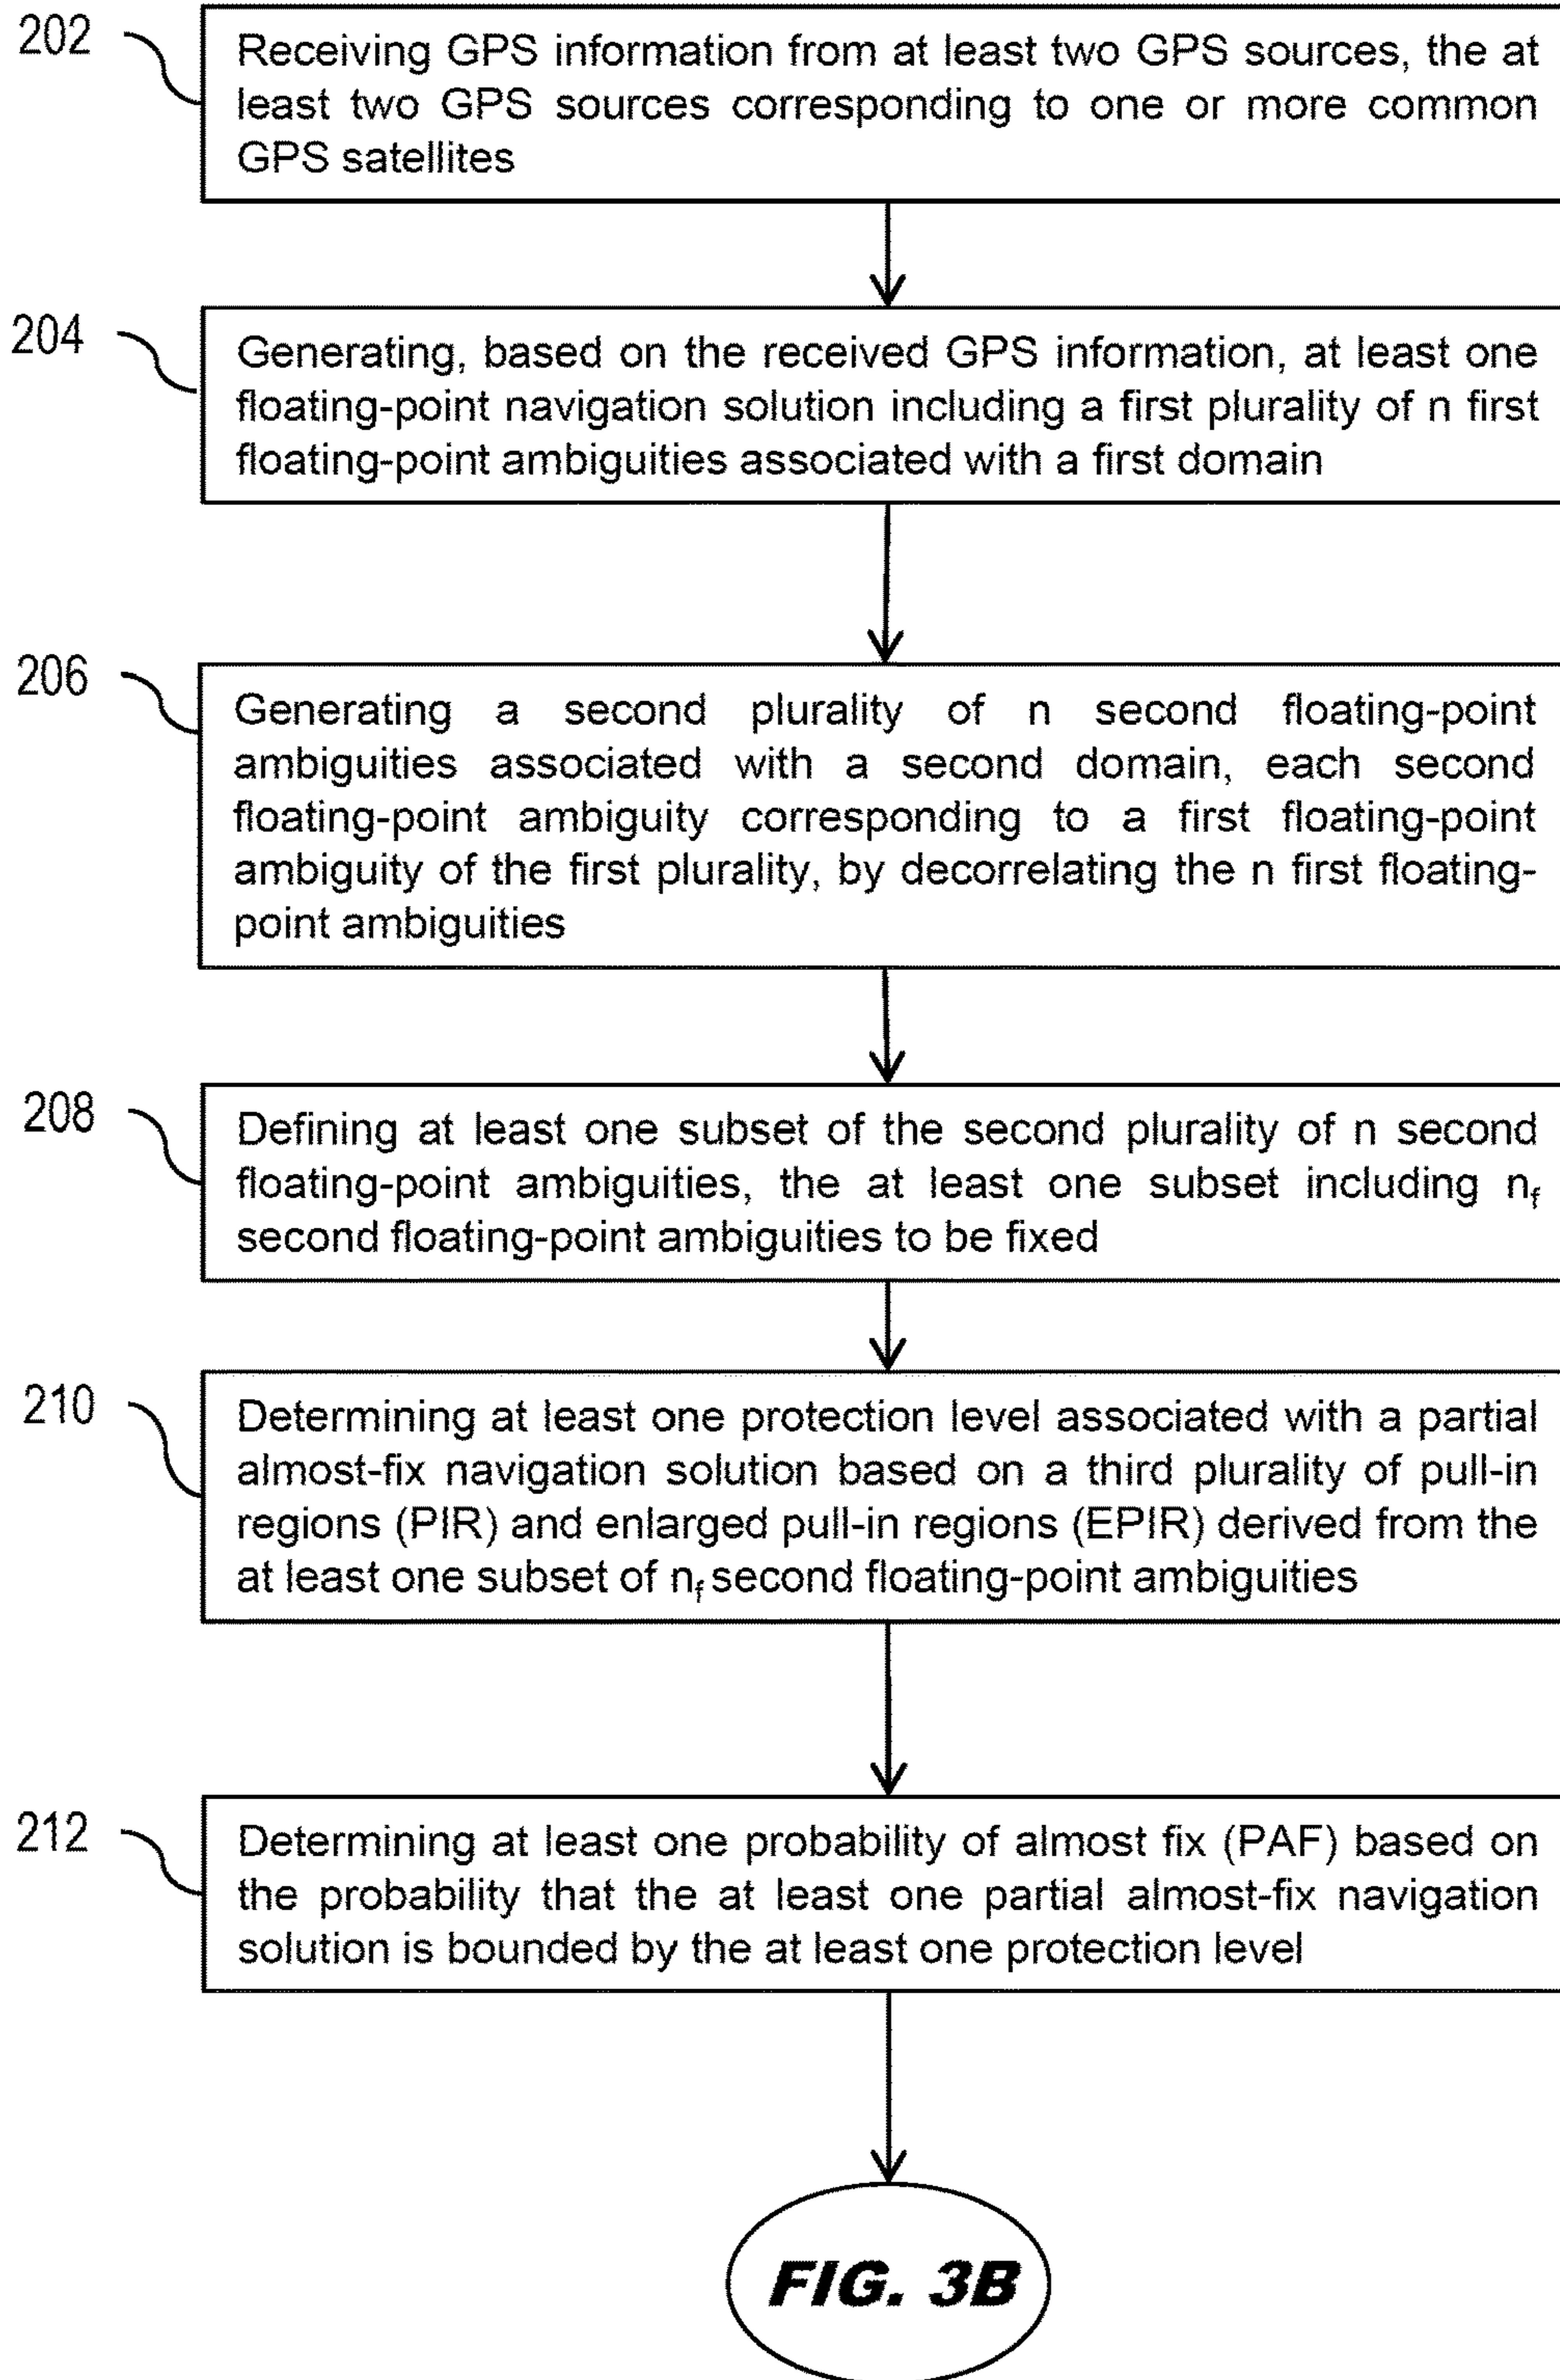 202
Receiving GPS information from at least two GPS sources, the at
least two GPS sources corresponding to one or more common
GPS satellites
204
Generating, based on the received GPS information, at least one
floating-point navigation solution including a first plurality of n first
floating-point ambiguities associated with a first domain
206
Generating a second plurality of n second floating-point
ambiguities associated with a second domain, each second
floating-point ambiguity corresponding to a first floating-point
ambiguity of the first plurality, by decorrelating the n first floating-
point ambiguities
208
Defining at least one subset of the second plurality of n second
floating-point ambiguities, the at least one subset including nf
second floating-point ambiguities to be fixed
210
Determining at least one protection level associated with a partial
almost-fix navigation solution based on a third plurality of pull-in
regions (PIR) and enlarged pull-in regions (EPIR) derived from the
at least one subset of nf second floating-point ambiguities
212
Determining at least one probability of almost fix (PAF) based on
the probability that the at least one partial almost-fix navigation
solution is bounded by the at least one protection level
FIG. 3B